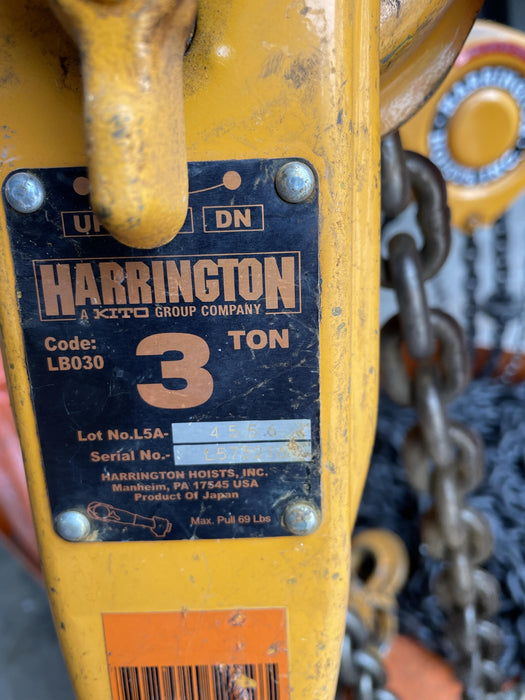 UP DN
HARRINGTON
A KITO GROUP COMPANY
Code:
LB030
3 TON
Lot No.L5A-
Serial No.-
HARRINGTON HOISTS, INC.
Manheim, PA 17545 USA
Product Of Japan
Max. Pull 69 Lbs
HARRINGTON